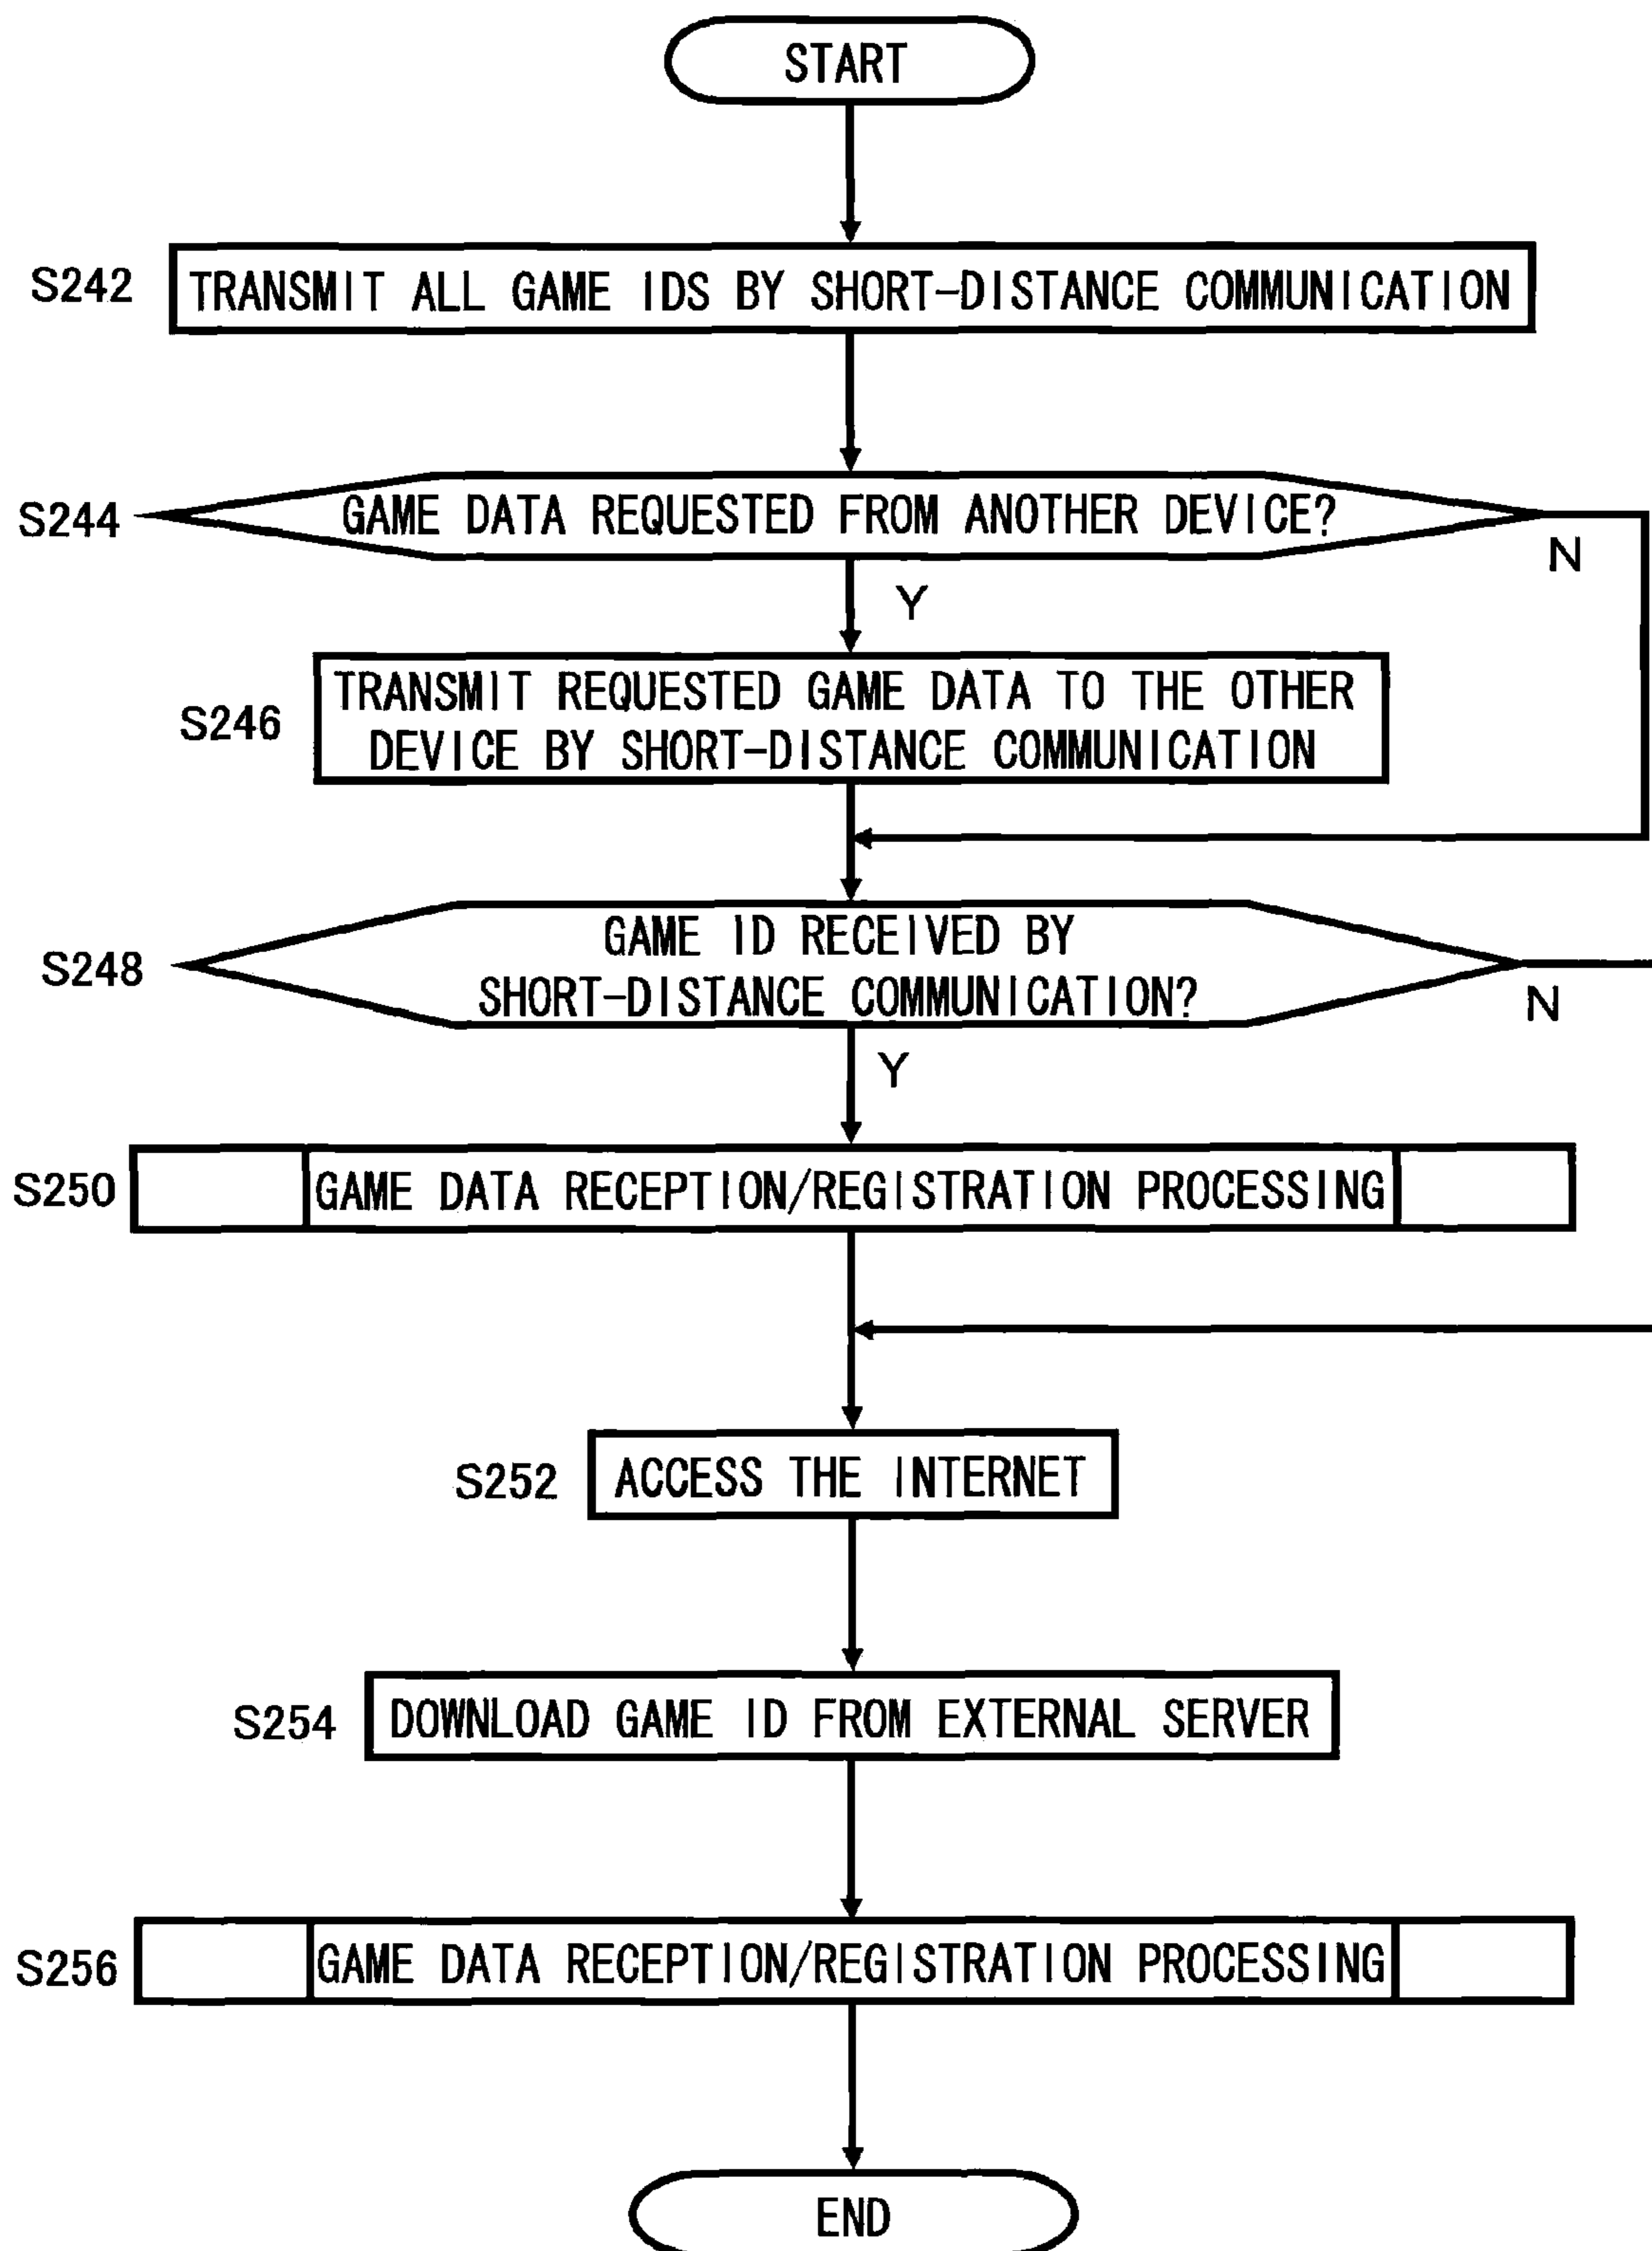 START
S242
TRANSMIT ALL GAME IDS BY SHORT-DISTANCE COMMUNICATION
S244
GAME DATA REQUESTED FROM ANOTHER DEVICE?
N
Y
S246
TRANSMIT REQUESTED GAME DATA TO THE OTHER
DEVICE BY SHORT-DISTANCE COMMUNICATION
S248
GAME ID RECEIVED BY
SHORT-DISTANCE COMMUNICATION?
N
Y
S250
GAME DATA RECEPTION/REGISTRATION PROCESSING
S252
ACCESS THE INTERNET
S254
DOWNLOAD GAME ID FROM EXTERNAL SERVER
S256
GAME DATA RECEPTION/REGISTRATION PROCESSING
END